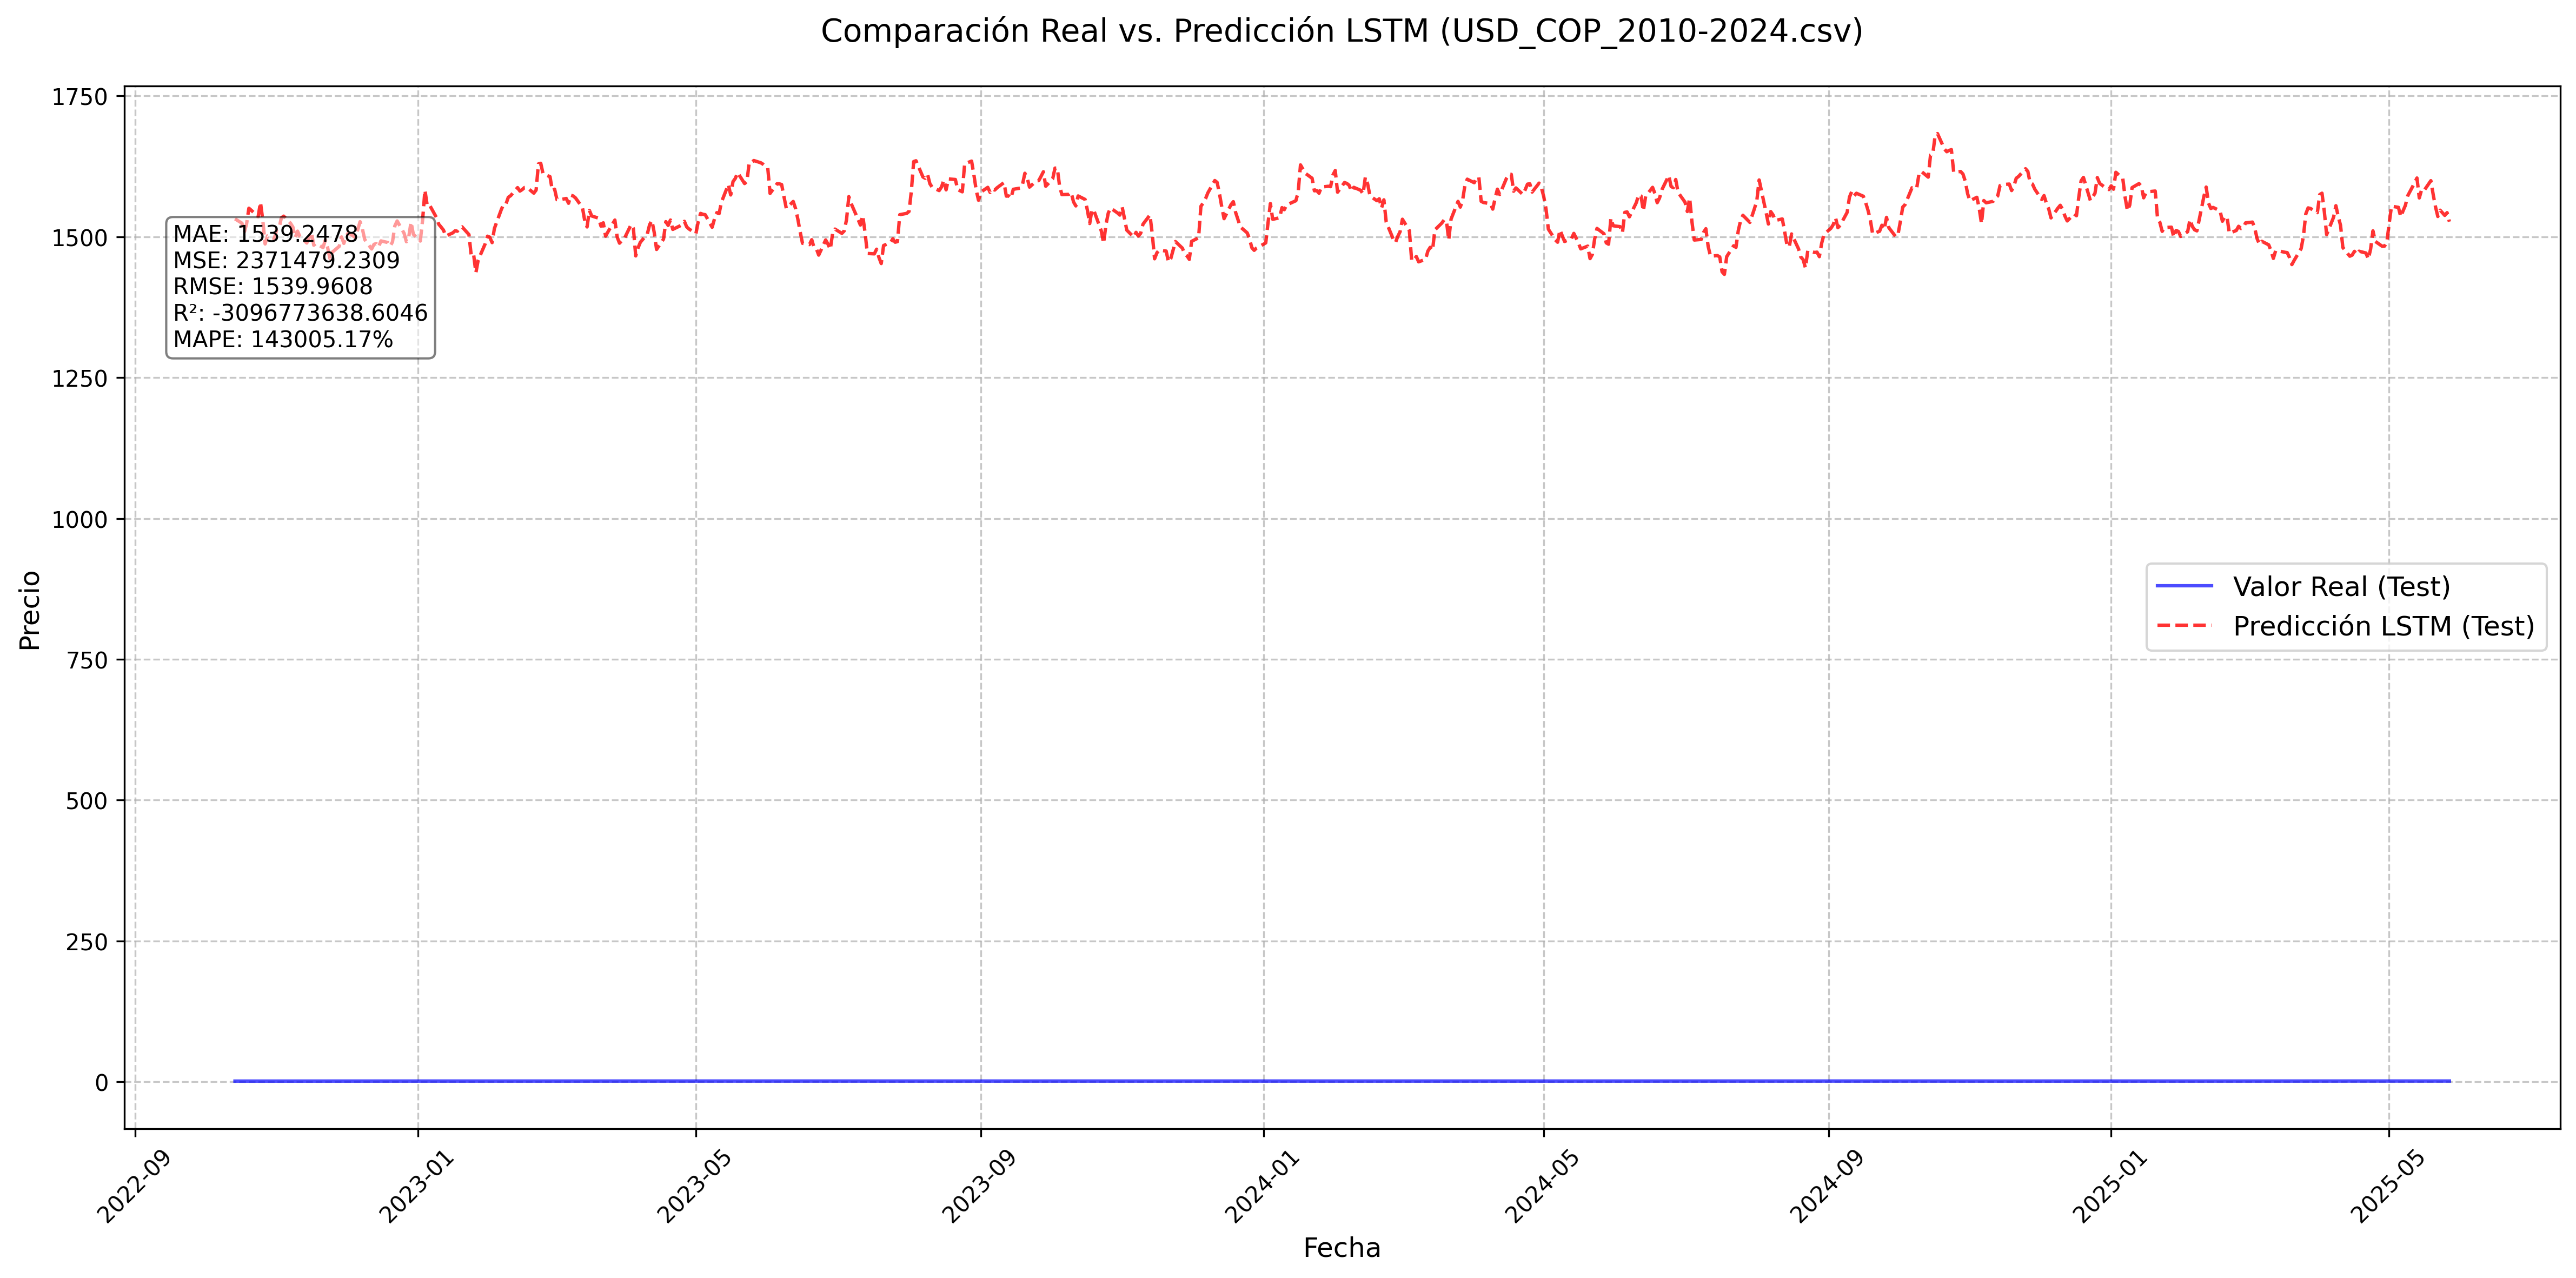 Comparación Real vs. Predicción LSTM (USD_COP_2010-2024.csv)
1750
1500
1250
1000
750
500
250
0
Precio
MAE: 1539.2478
MSE: 2371479.2309
RMSE: 1539.9608
R²: -3096773638.6046
MAPE: 143005.17%
Valor Real (Test)
Predicción LSTM (Test)
2022-09
2023-01
2023-05
2023-09
2024-01
2024-05
2024-09
2025-01
2025-05
Fecha